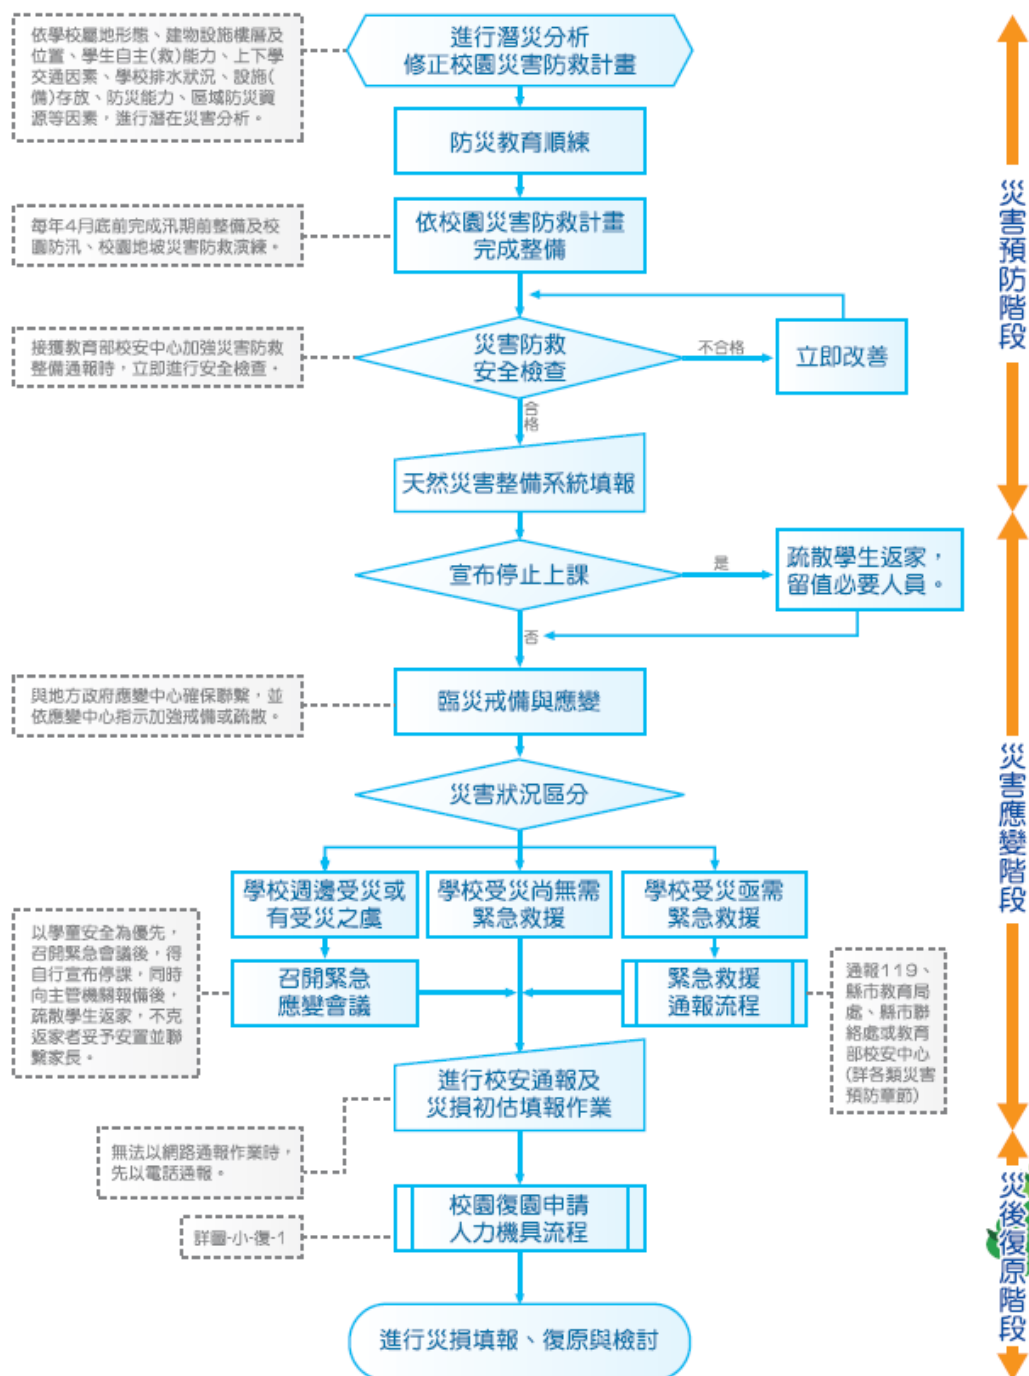 依學校屬地形態、建物設施樓層及
位置、學生自主(救)能力、上下學
交通因素、學校排水狀況、設施(
備)存放、防災能力、區域防災資
源等因素，進行潛在災害分析。
進行潛災分析
修正校園災害防救計畫
防災教育順練
每年4月底前完成汛期前整備及校
園防汛、校園地坡災害防救演練。
依校園災害防救計畫
完成整備
接獲教育部校安中心加強災害防救
整備通報時，立即進行安全檢查。
災害防救
安全檢查
不合格
立即改善
合格
天然災害整備系統填報
災害預防階段
宣布停止上課
是
疏散學生返家，
留值必要人員。
否
與地方政府應變中心確保聯繫，並
依應變中心指示加強戒備或疏散。
臨災戒備與應變
災害狀況區分
學校週邊受災或
有受災之虞
學校受災尚無需
緊急救援
學校受災亟需
緊急救援
以學童安全為優先，
召開緊急會議後，得
自行宣布停課，同時
向主管機關報備後，
疏散學生返家，不克
返家者妥予安置並聯
繫家長。
召開緊急
應變會議
緊急救援
通報流程
通報119、
縣市教育局
處、縣市聯
絡處或教育
部校安中心
(詳各類災害
預防章節)
災害應變階段
進行校安通報及
災損初估填報作業
無法以網路通報作業時，
先以電話通報。
校園復園申請
人力機具流程
詳圖-小-復-1
進行災損填報、復原與檢討
災後復原階段